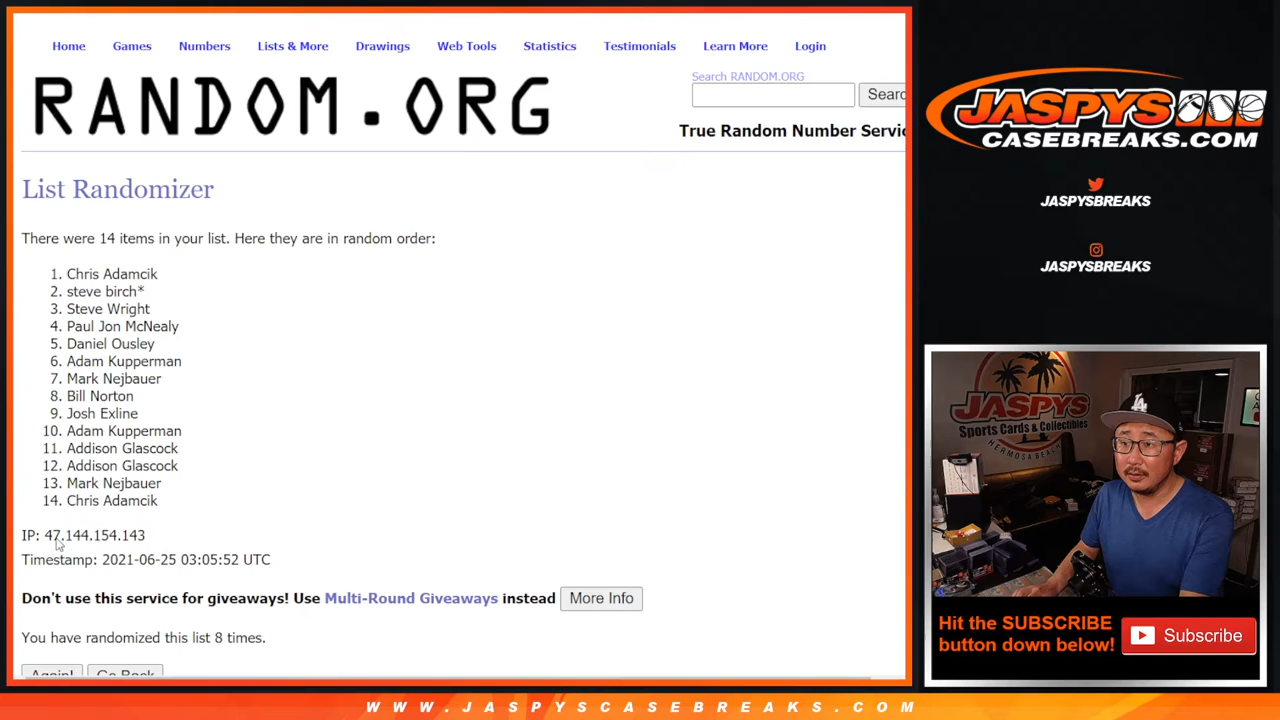 Home Games Numbers Lists & More Drawings Web Tools Statistics Testimonials Learn More Login
RANDOM.ORG
Search RANDOM.ORG
True Random Number Servic
List Randomizer
There were 14 items in your list. Here they are in random order:
1. Chris Adamcik
2. steve birch*
3. Steve Wright
4. Paul Jon McNealy
5. Daniel Ousley
6. Adam Kupperman
7. Mark Nejbauer
8. Bill Norton
9. Josh Exline
10. Adam Kupperman
11. Addison Glascock
12. Addison Glascock
13. Mark Nejbauer
14. Chris Adamcik
IP: 47.144.154.143
Timestamp: 2021-06-25 03:05:52 UTC
Don't use this service for giveaways! Use Multi-Round Giveaways instead More Info
You have randomized this list 8 times.
Again! Go Back
JASPYS
CASEBREAKS.COM
JASPYSBREAKS
JASPYSBREAKS
JASPYS
Sports Cards & Collectibles
HERMOSA BEACH
LA
Hit the SUBSCRIBE
button down below!
Subscribe
WWW.JASPYSCASEBREAKS.COM